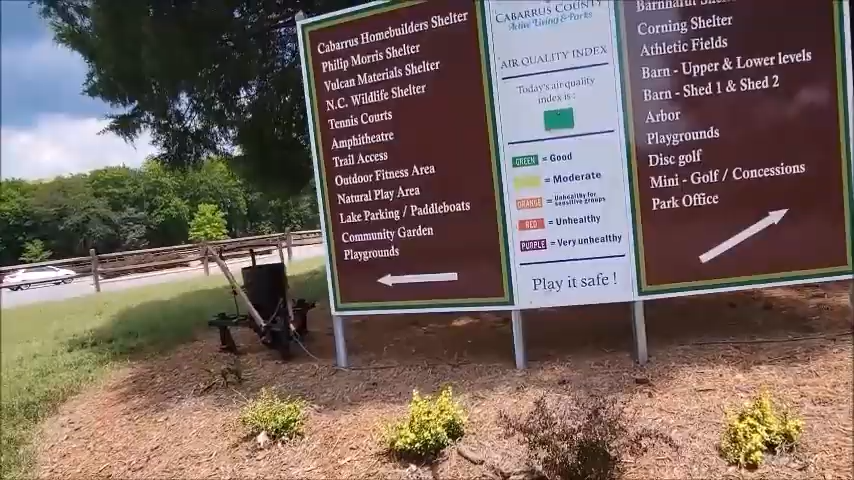 Cabarrus Homebuilders Shelter
Philip Morris Shelter
Vulcan Materials Shelter
N.C. Wildlife Shelter
Tennis Courts
Amphitheatre
Trail Access
Outdoor Fitness Area
Natural Play Area
Lake Parking / Paddleboats
Community Garden
Playgrounds
CABARRUS COUNTY
Active Living & Parks
AIR QUALITY INDEX
Today's air quality
index is:
GREEN = Good
YELLOW = Moderate
ORANGE = Unhealthy for
sensitive groups
RED = Unhealthy
PURPLE = Very unhealthy
Play it safe!
Barnhardt Shelter
Corning Shelter
Athletic Field
Barn - Upper & Lower Level
Barn - Shed 1 & Shed 2
Arbor
Playgrounds
Disc Golf
Mini - Golf / Concessions
Park Office